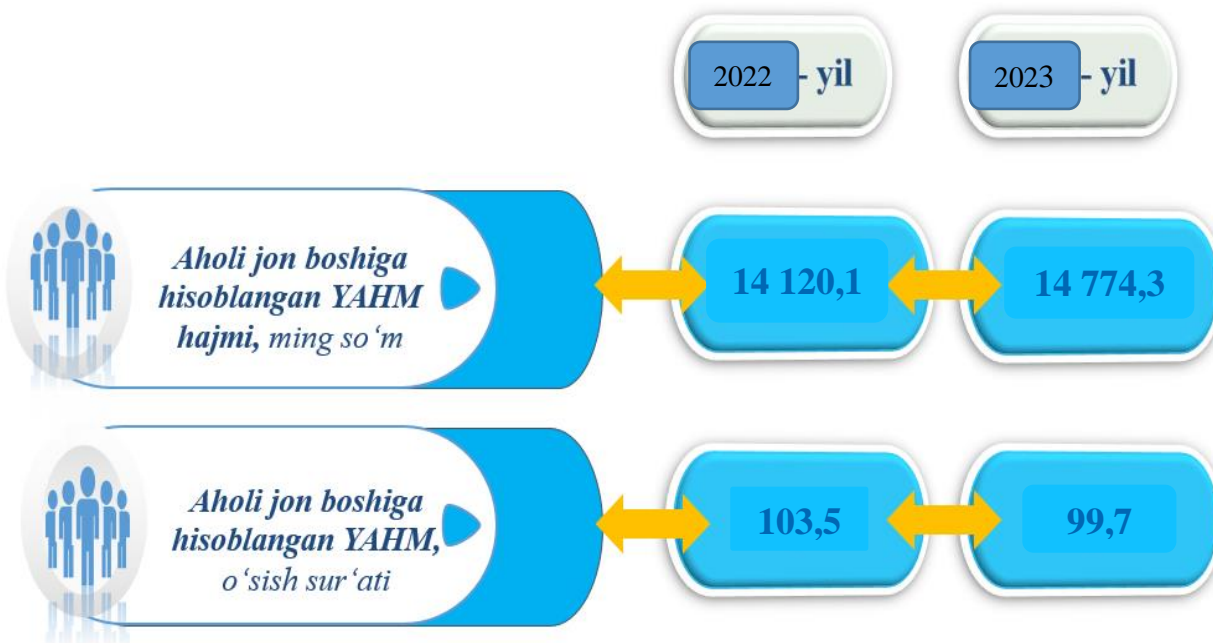 2022 - yil 2023 - yil
Aholi jon boshiga
hisoblangan YAHM
hajmi, ming so‘m
14 120,1 14 774,3
Aholi jon boshiga
hisoblangan YAHM,
o‘sish sur‘ati
103,5 99,7